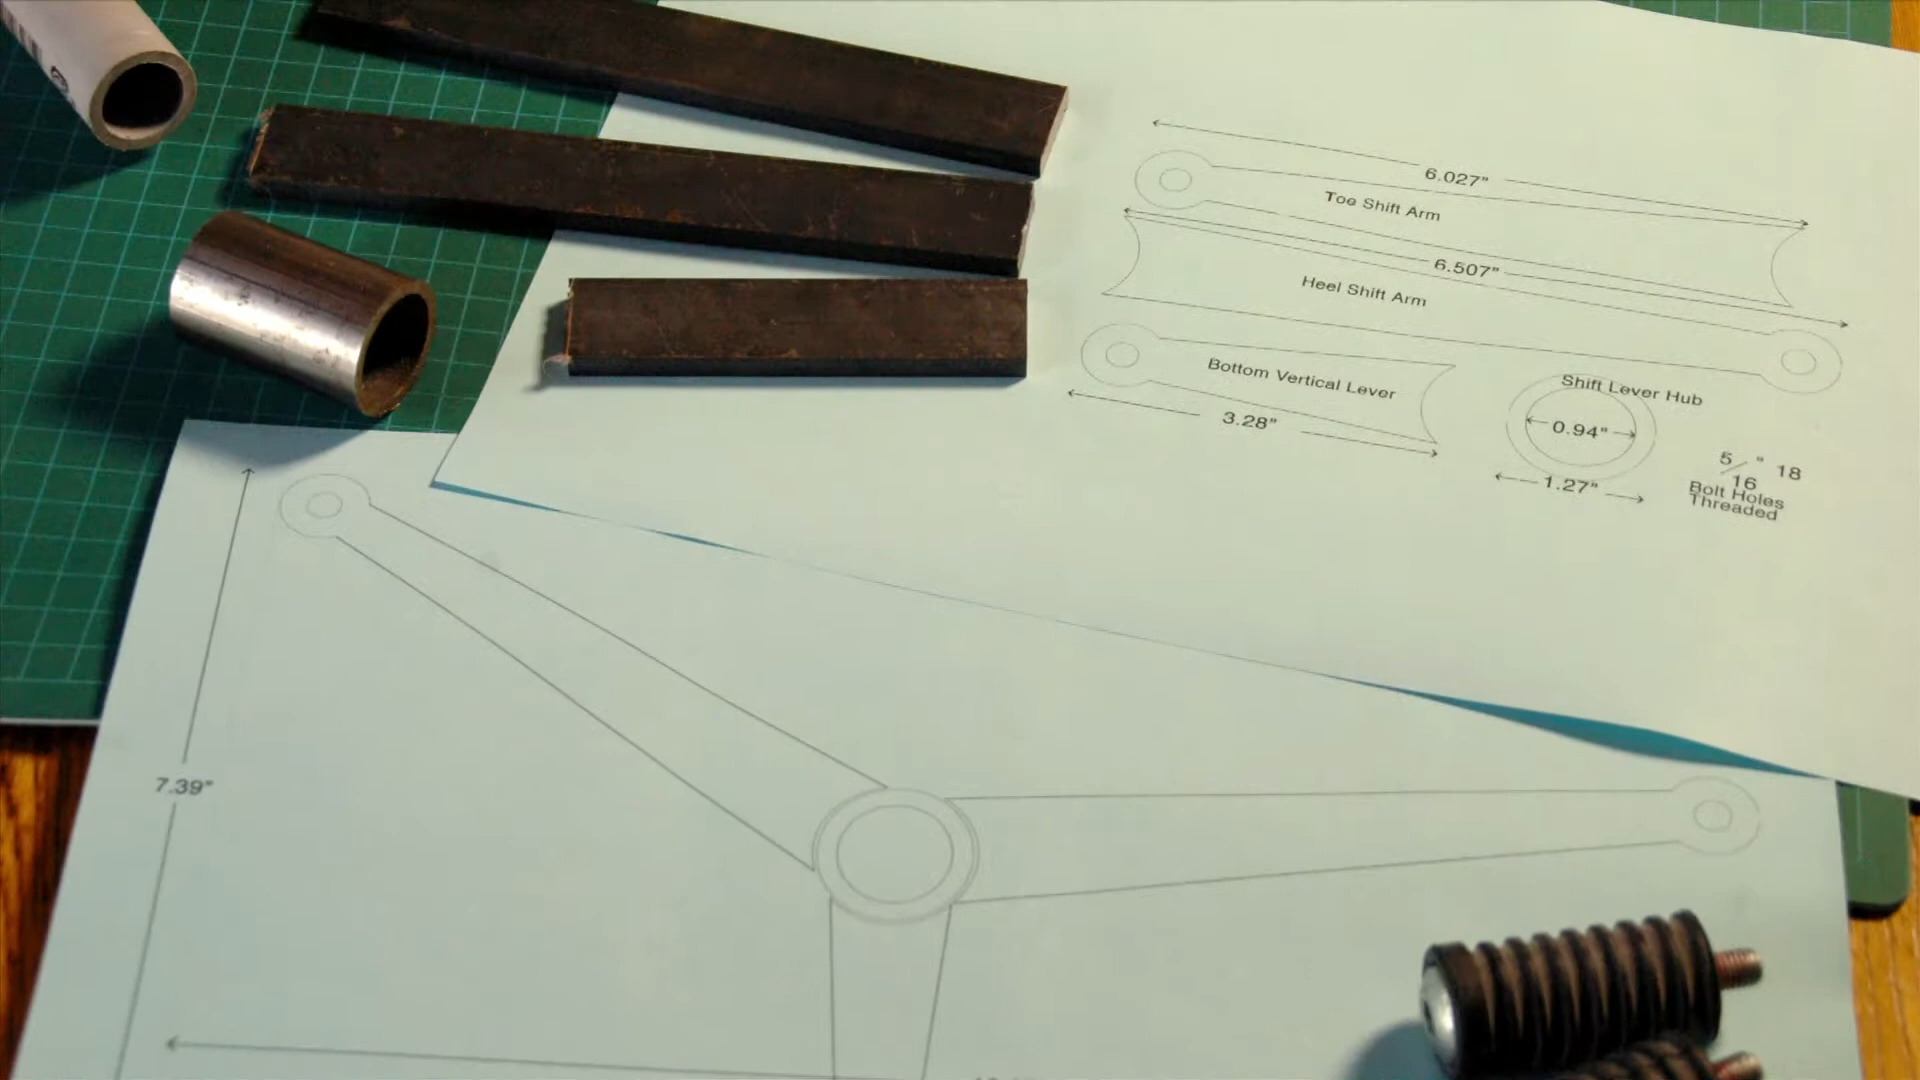 6.027"
Toe Shift Arm
6.507"
Heel Shift Arm
Bottom Vertical Lever
3.28"
Shift Lever Hub
0.94"
1.27"
5/16" 18
Bolt Holes
Threaded
7.39"